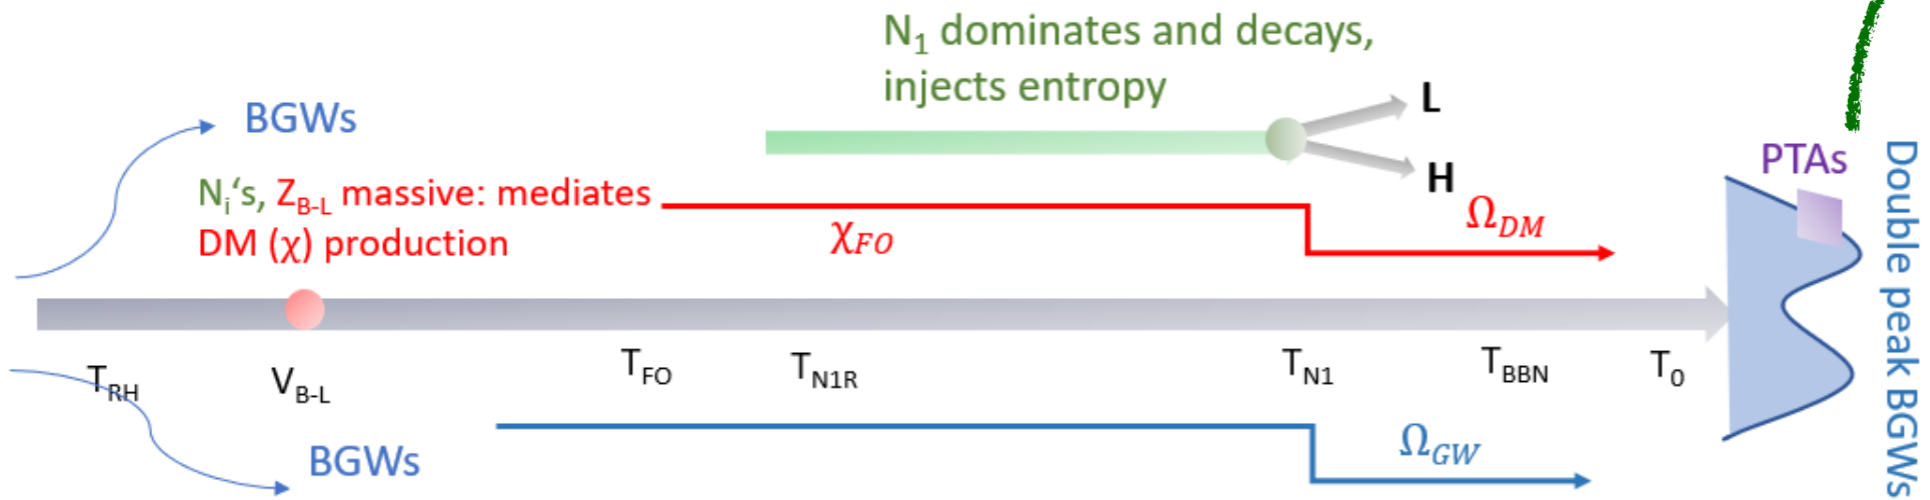 N₁ dominates and decays,
injects entropy
BGWs
L
H
PTAs
Nᵢ‘s, Z_B-L massive: mediates
DM (χ) production
χ_FO
Ω_DM
T_RH
V_B-L
T_FO
T_N1R
T_N1
T_BBN
T₀
BGWs
Ω_GW
Double peak BGWs